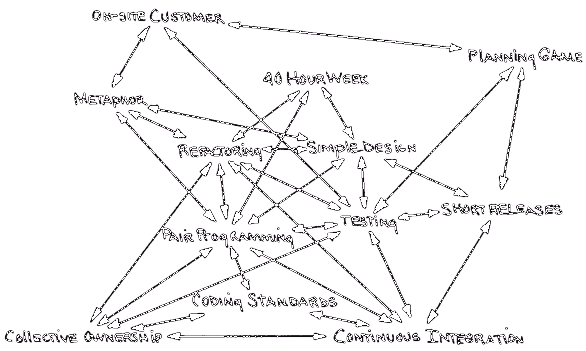 On-site Customer
Planning Game
40 Hour Week
Metaphor
Refactoring
Simple Design
Short Releases
Testing
Pair Programming
Coding Standards
Collective Ownership
Continuous Integration